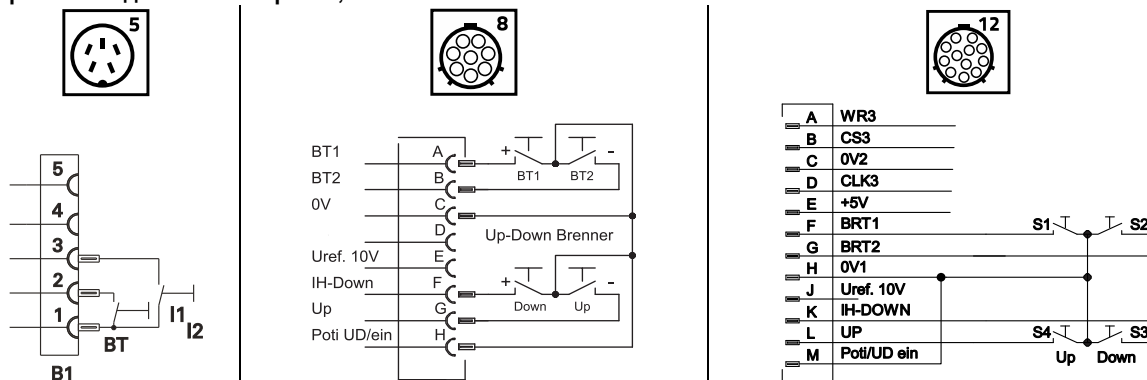 5
5
4
3
2
1
BT
I1
I2
B1
8
BT1
BT2
0V
Uref. 10V
IH-Down
Up
Poti UD/ein
A
B
C
D
E
F
G
H
+ -
BT1 BT2
Up-Down Brenner
+ -
Down Up
12
A WR3
B CS3
C 0V2
D CLK3
E +5V
F BRT1
G BRT2
H 0V1
J Uref. 10V
K IH-DOWN
L UP
M Poti/UD ein
S1 S2
S4 S3
Up Down